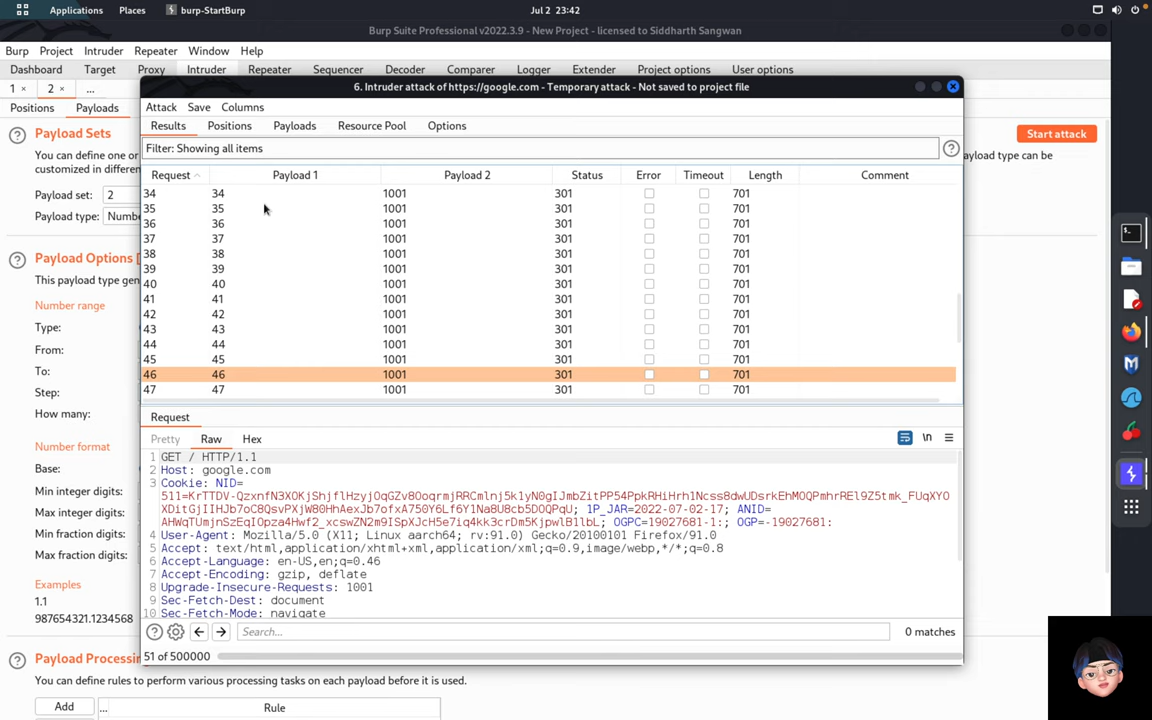 Applications Places burp-StartBurp Jul 2 23:42
Burp Suite Professional v2022.3.9 - New Project - licensed to Siddharth Sangwan
Burp Project Intruder Repeater Window Help
Dashboard Target Proxy Intruder Repeater Sequencer Decoder Comparer Logger Extender Project options User options
1 × 2 × ...
6. Intruder attack of https://google.com - Temporary attack - Not saved to project file
Positions Payloads
Attack Save Columns
Results Positions Payloads Resource Pool Options
Payload Sets
Start attack
Filter: Showing all items
You can define one or
payload type can be
customized in different
Request Payload 1 Payload 2 Status Error Timeout Length Comment
Payload set: 2
Payload type: Numb
34 34 1001 301 701
35 35 1001 301 701
36 36 1001 301 701
37 37 1001 301 701
38 38 1001 301 701
39 39 1001 301 701
40 40 1001 301 701
41 41 1001 301 701
42 42 1001 301 701
43 43 1001 301 701
44 44 1001 301 701
45 45 1001 301 701
46 46 1001 301 701
47 47 1001 301 701
Payload Options [
This payload type gen
Number range
Type:
From:
To:
Step:
How many:
Number format
Base:
Min integer digits:
Max integer digits:
Min fraction digits:
Max fraction digits:
Examples
1.1
987654321.1234568
Request
Pretty Raw Hex
\n
1 GET / HTTP/1.1
2 Host: google.com
3 Cookie: NID=
4 User-Agent: Mozilla/5.0 (X11; Linux aarch64; rv:91.0) Gecko/20100101 Firefox/91.0
5 Accept: text/html,application/xhtml+xml,application/xml;q=0.9,image/webp,*/*;q=0.8
6 Accept-Language: en-US,en;q=0.46
7 Accept-Encoding: gzip, deflate
8 Upgrade-Insecure-Requests: 1001
9 Sec-Fetch-Dest: document
10 Sec-Fetch-Mode: navigate
Search... 0 matches
51 of 500000
Payload Processing
You can define rules to perform various processing tasks on each payload before it is used.
Add ... Rule